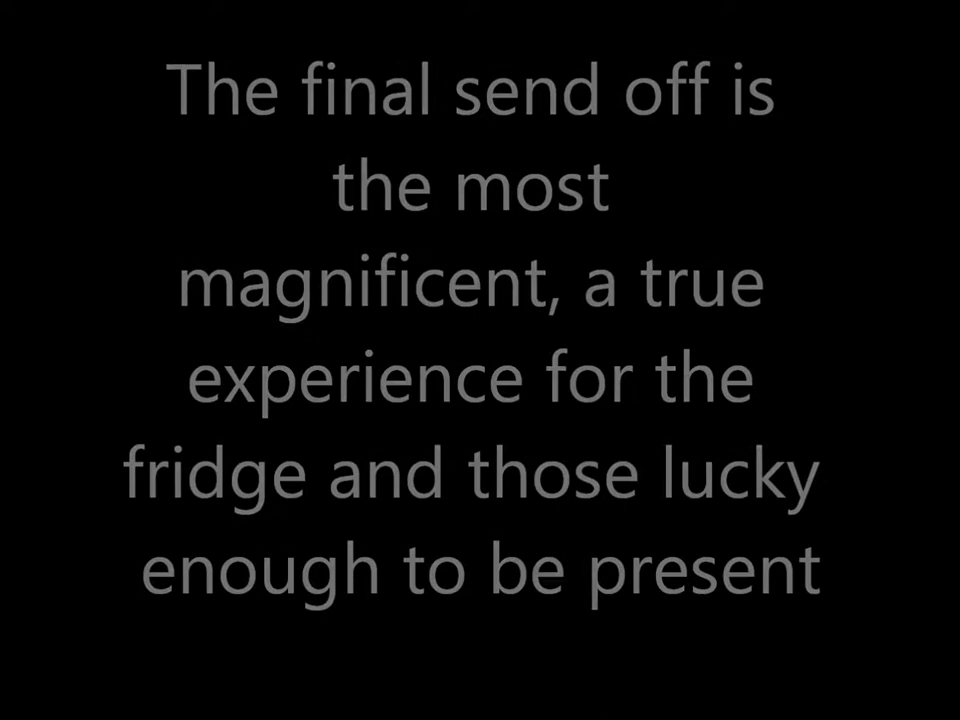 The final send off is
the most
magnificent, a true
experience for the
fridge and those lucky
enough to be present